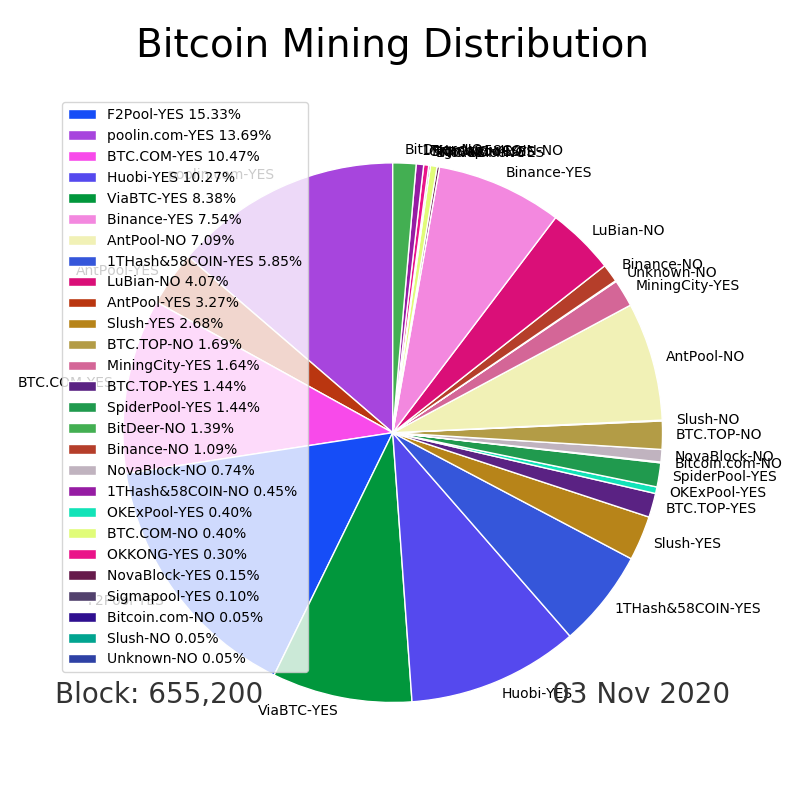 Bitcoin Mining Distribution
F2Pool-YES 15.33%
poolin.com-YES 13.69%
BTC.COM-YES 10.47%
Huobi-YES 10.27%
ViaBTC-YES 8.38%
Binance-YES 7.54%
AntPool-NO 7.09%
1THash&58COIN-YES 5.85%
LuBian-NO 4.07%
AntPool-YES 3.27%
Slush-YES 2.68%
BTC.TOP-NO 1.69%
MiningCity-YES 1.64%
BTC.TOP-YES 1.44%
SpiderPool-YES 1.44%
BitDeer-NO 1.39%
Binance-NO 1.09%
NovaBlock-NO 0.74%
1THash&58COIN-NO 0.45%
OKExPool-YES 0.40%
BTC.COM-NO 0.40%
OKKONG-YES 0.30%
NovaBlock-YES 0.15%
Sigmapool-YES 0.10%
Bitcoin.com-NO 0.05%
Slush-NO 0.05%
Unknown-NO 0.05%
Binance-YES
LuBian-NO
Binance-NO
Unknown-NO
MiningCity-YES
AntPool-NO
Slush-NO
BTC.TOP-NO
NovaBlock-NO
Bitcoin.com-NO
SpiderPool-YES
OKExPool-YES
BTC.TOP-YES
Slush-YES
1THash&58COIN-YES
Huobi-YES
ViaBTC-YES
F2Pool-YES
BTC.COM-YES
AntPool-YES
poolin.com-YES
Block: 655,200
03 Nov 2020